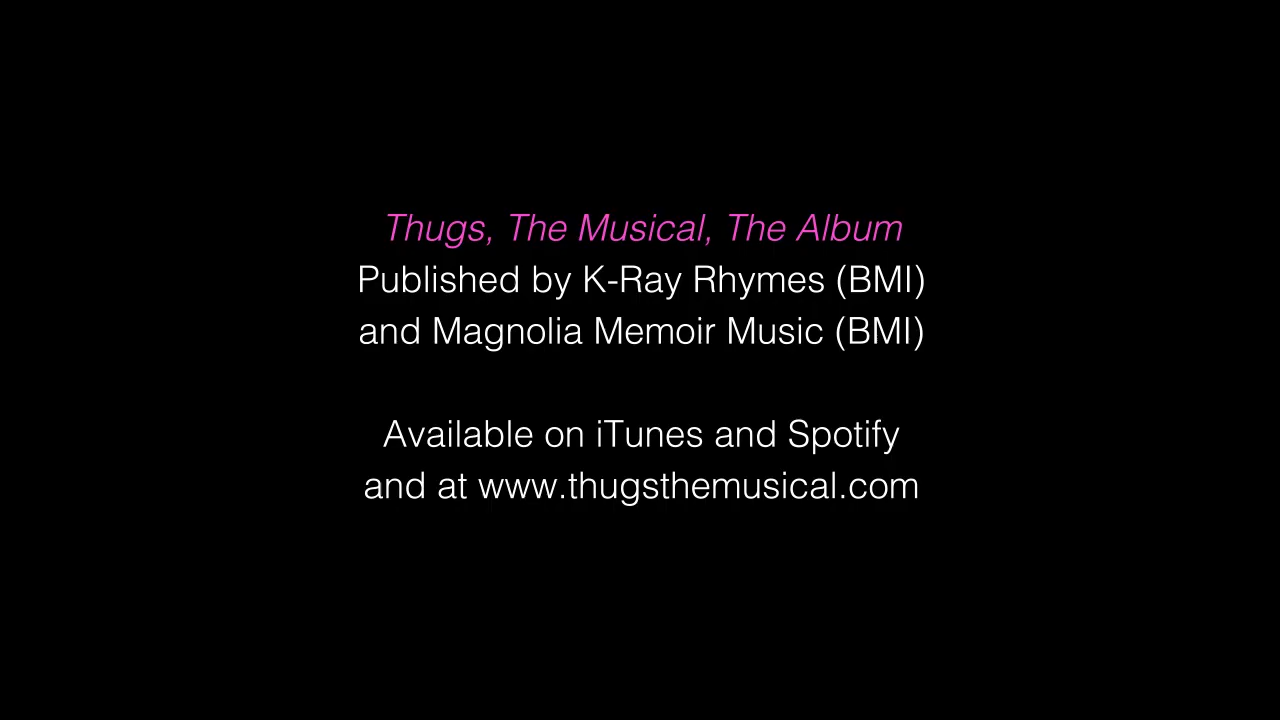 Thugs, The Musical, The Album
Published by K-Ray Rhymes (BMI)
and Magnolia Memoir Music (BMI)
Available on iTunes and Spotify
and at www.thugsthemusical.com